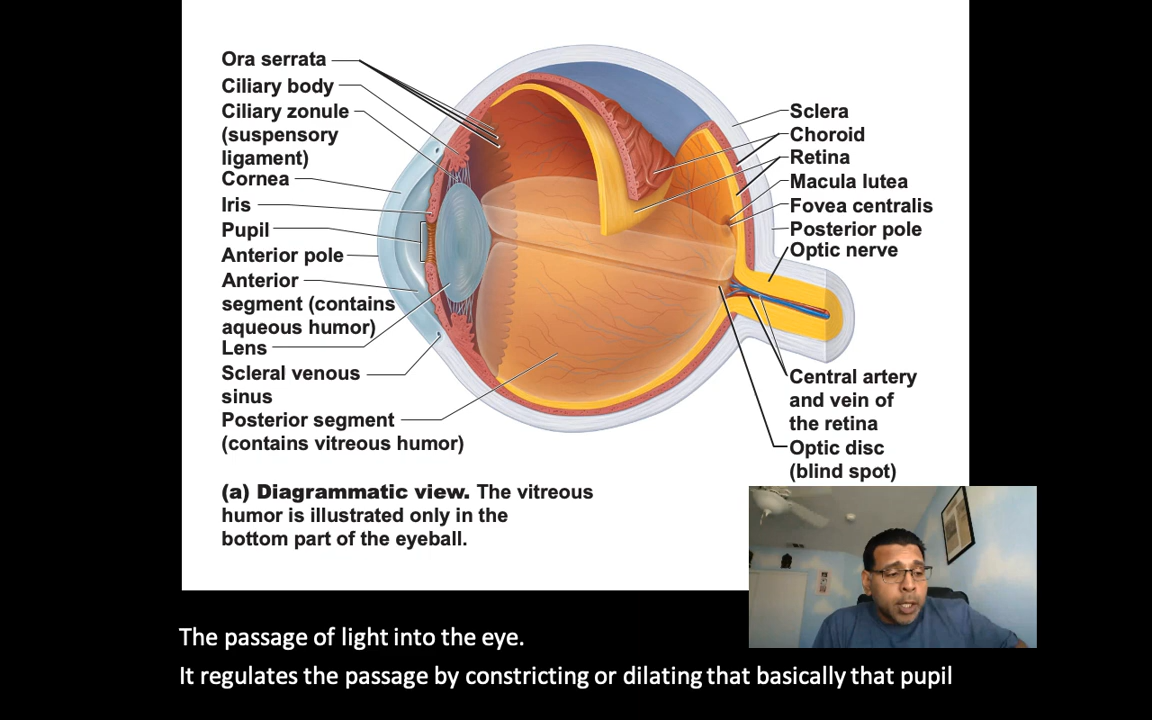 Ora serrata
Ciliary body
Ciliary zonule
(suspensory
ligament)
Cornea
Iris
Pupil
Anterior pole
Anterior
segment (contains
aqueous humor)
Lens
Scleral venous
sinus
Posterior segment
(contains vitreous humor)
Sclera
Choroid
Retina
Macula lutea
Fovea centralis
Posterior pole
Optic nerve
Central artery
and vein of
the retina
Optic disc
(blind spot)
(a) Diagrammatic view. The vitreous
humor is illustrated only in the
bottom part of the eyeball.
The passage of light into the eye.
It regulates the passage by constricting or dilating that basically that pupil